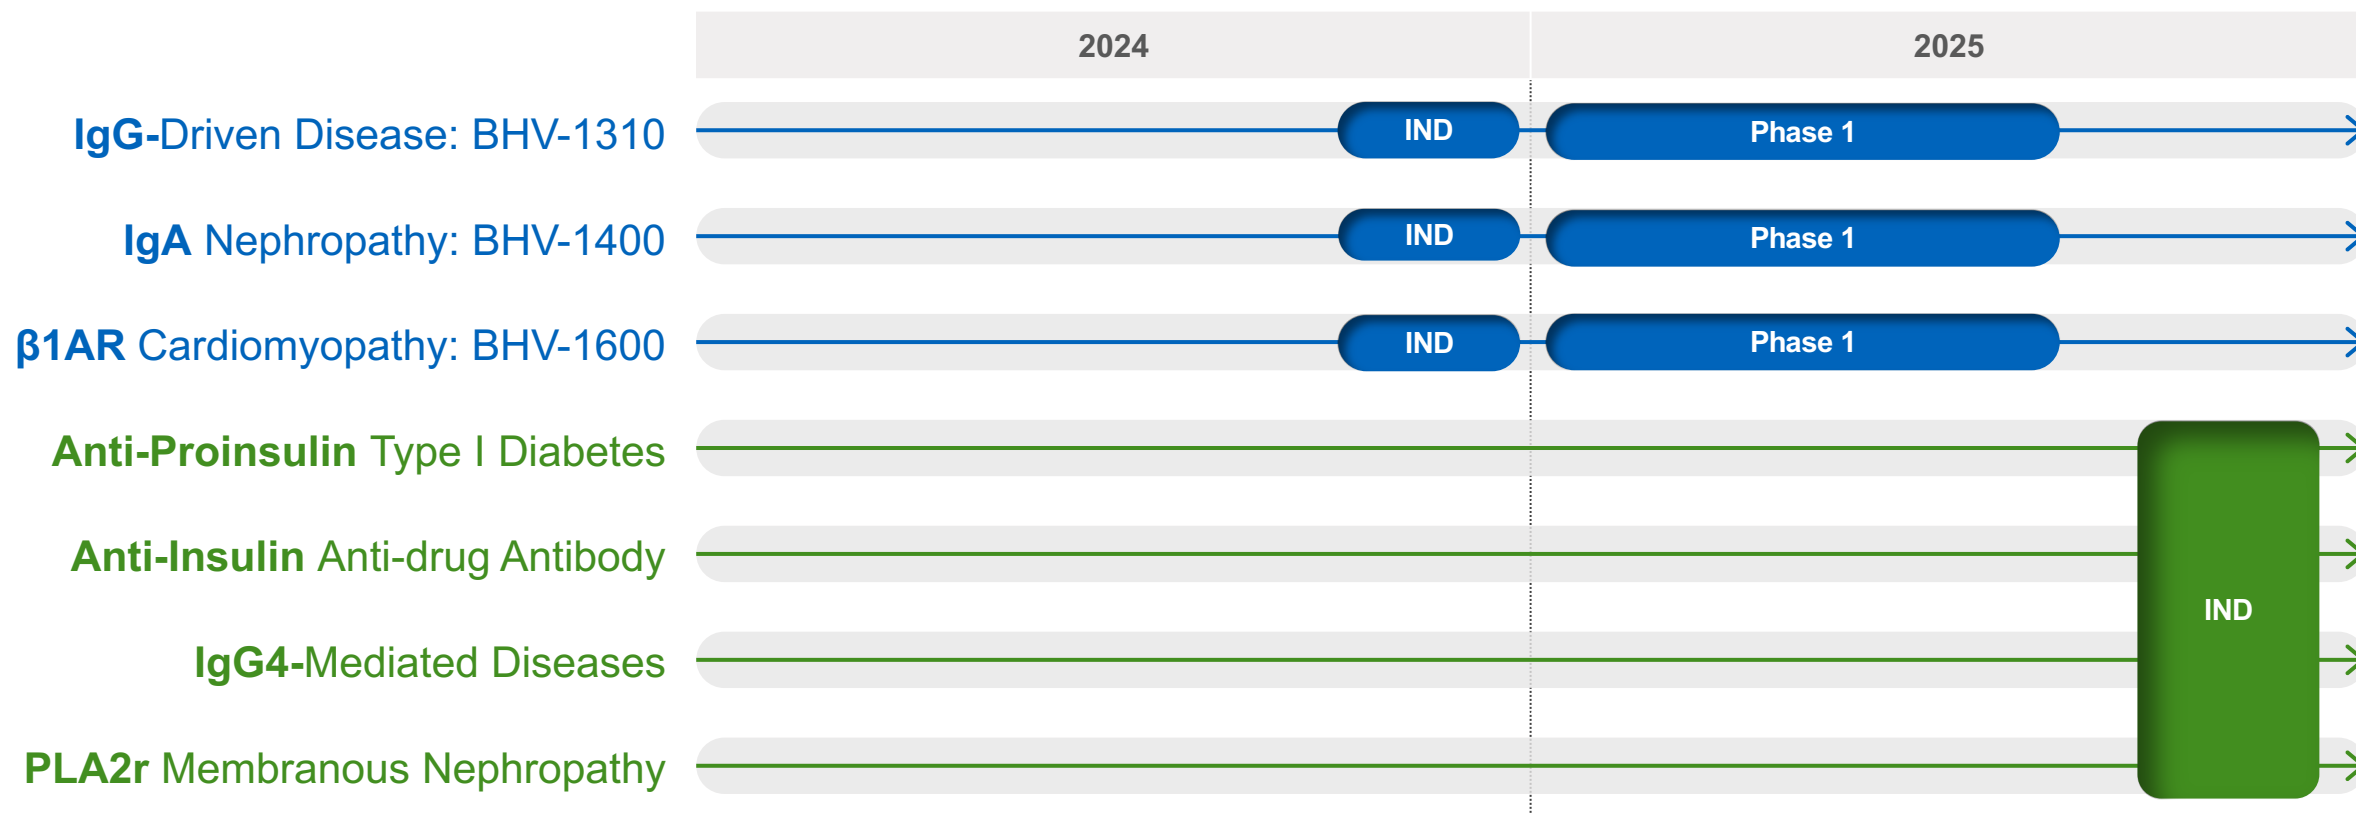 2024 2025
IgG-Driven Disease: BHV-1310 IND Phase 1
IgA Nephropathy: BHV-1400 IND Phase 1
β1AR Cardiomyopathy: BHV-1600 IND Phase 1
Anti-Proinsulin Type I Diabetes
Anti-Insulin Anti-drug Antibody
IND
IgG4-Mediated Diseases
PLA2r Membranous Nephropathy